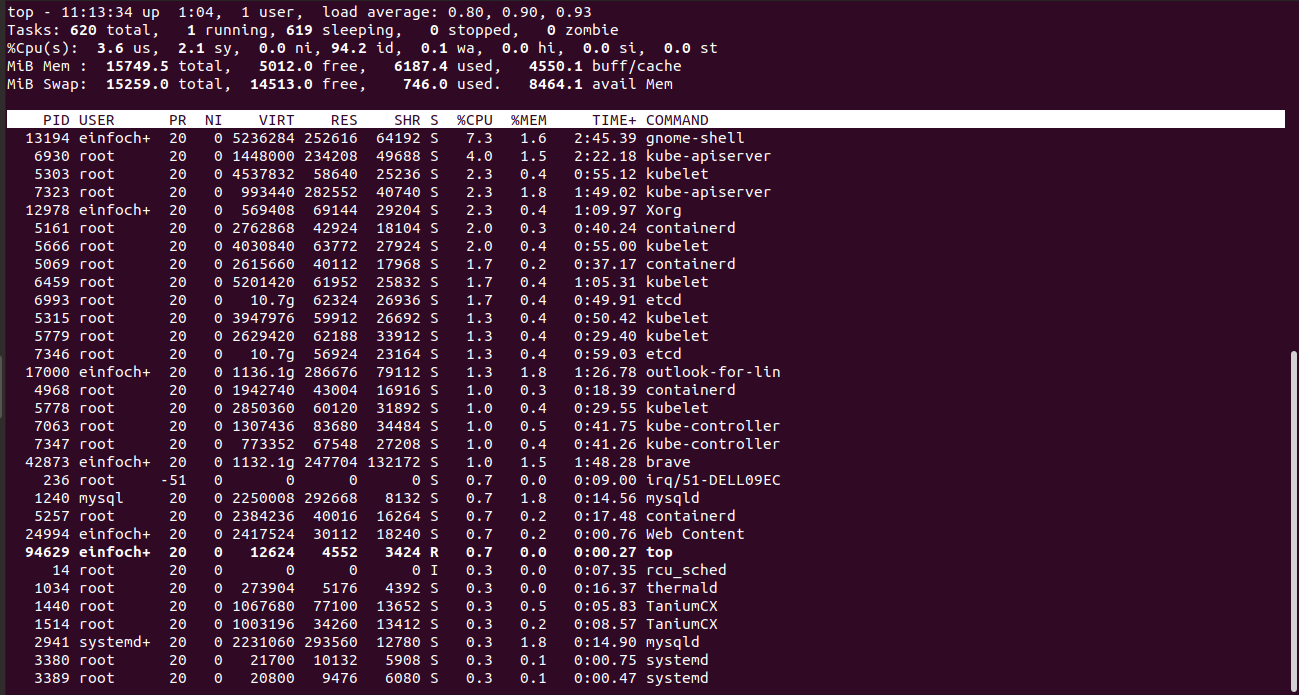 top - 11:13:34 up  1:04,  1 user,  load average: 0.80, 0.90, 0.93
Tasks: 620 total,   1 running, 619 sleeping,   0 stopped,   0 zombie
%Cpu(s):  3.6 us,  2.1 sy,  0.0 ni, 94.2 id,  0.1 wa,  0.0 hi,  0.0 si,  0.0 st
MiB Mem :  15749.5 total,   5012.0 free,   6187.4 used,   4550.1 buff/cache
MiB Swap:  15259.0 total,  14513.0 free,    746.0 used.   8464.1 avail Mem
    PID USER      PR  NI    VIRT    RES    SHR S  %CPU  %MEM     TIME+ COMMAND
  13194 einfoch+  20   0 5236284 252616  64192 S   7.3   1.6   2:45.39 gnome-shell
   6930 root      20   0 1448000 234208  49688 S   4.0   1.5   2:22.18 kube-apiserver
   5303 root      20   0 4537832  58640  25236 S   2.3   0.4   0:55.12 kubelet
   7323 root      20   0  993440 282552  40740 S   2.3   1.8   1:49.02 kube-apiserver
  12978 einfoch+  20   0  569408  69144  29204 S   2.3   0.4   1:09.97 Xorg
   5161 root      20   0 2762868  42924  18104 S   2.0   0.3   0:40.24 containerd
   5666 root      20   0 4030840  63772  27924 S   2.0   0.4   0:55.00 kubelet
   5069 root      20   0 2615660  40112  17968 S   1.7   0.2   0:37.17 containerd
   6459 root      20   0 5201420  61952  25832 S   1.7   0.4   1:05.31 kubelet
   6993 root      20   0   10.7g  62324  26936 S   1.7   0.4   0:49.91 etcd
   5315 root      20   0 3947976  59912  26692 S   1.3   0.4   0:50.42 kubelet
   5779 root      20   0 2629420  62188  33912 S   1.3   0.4   0:29.40 kubelet
   7346 root      20   0   10.7g  56924  23164 S   1.3   0.4   0:59.03 etcd
  17000 einfoch+  20   0 1136.1g 286676  79112 S   1.3   1.8   1:26.78 outlook-for-lin
   4968 root      20   0 1942740  43004  16916 S   1.0   0.3   0:18.39 containerd
   5778 root      20   0 2850360  60120  31892 S   1.0   0.4   0:29.55 kubelet
   7063 root      20   0 1307436  83680  34484 S   1.0   0.5   0:41.75 kube-controller
   7347 root      20   0  773352  67548  27208 S   1.0   0.4   0:41.26 kube-controller
  42873 einfoch+  20   0 1132.1g 247704 132172 S   1.0   1.5   1:48.28 brave
    236 root     -51   0       0      0      0 S   0.7   0.0   0:09.00 irq/51-DELL09EC
   1240 mysql     20   0 2250008 292668   8132 S   0.7   1.8   0:14.56 mysqld
   5257 root      20   0 2384236  40016  16264 S   0.7   0.2   0:17.48 containerd
  24994 einfoch+  20   0 2417524  30112  18240 S   0.7   0.2   0:00.76 Web Content
  94629 einfoch+  20   0   12624   4552   3424 R   0.7   0.0   0:00.27 top
     14 root      20   0       0      0      0 I   0.3   0.0   0:07.35 rcu_sched
   1034 root      20   0  273904   5176   4392 S   0.3   0.0   0:16.37 thermald
   1440 root      20   0 1067680  77100  13652 S   0.3   0.5   0:05.83 TaniumCX
   1514 root      20   0 1003196  34260  13412 S   0.3   0.2   0:08.57 TaniumCX
   2941 systemd+  20   0 2231060 293560  12780 S   0.3   1.8   0:14.90 mysqld
   3380 root      20   0   21700  10132   5908 S   0.3   0.1   0:00.75 systemd
   3389 root      20   0   20800   9476   6080 S   0.3   0.1   0:00.47 systemd